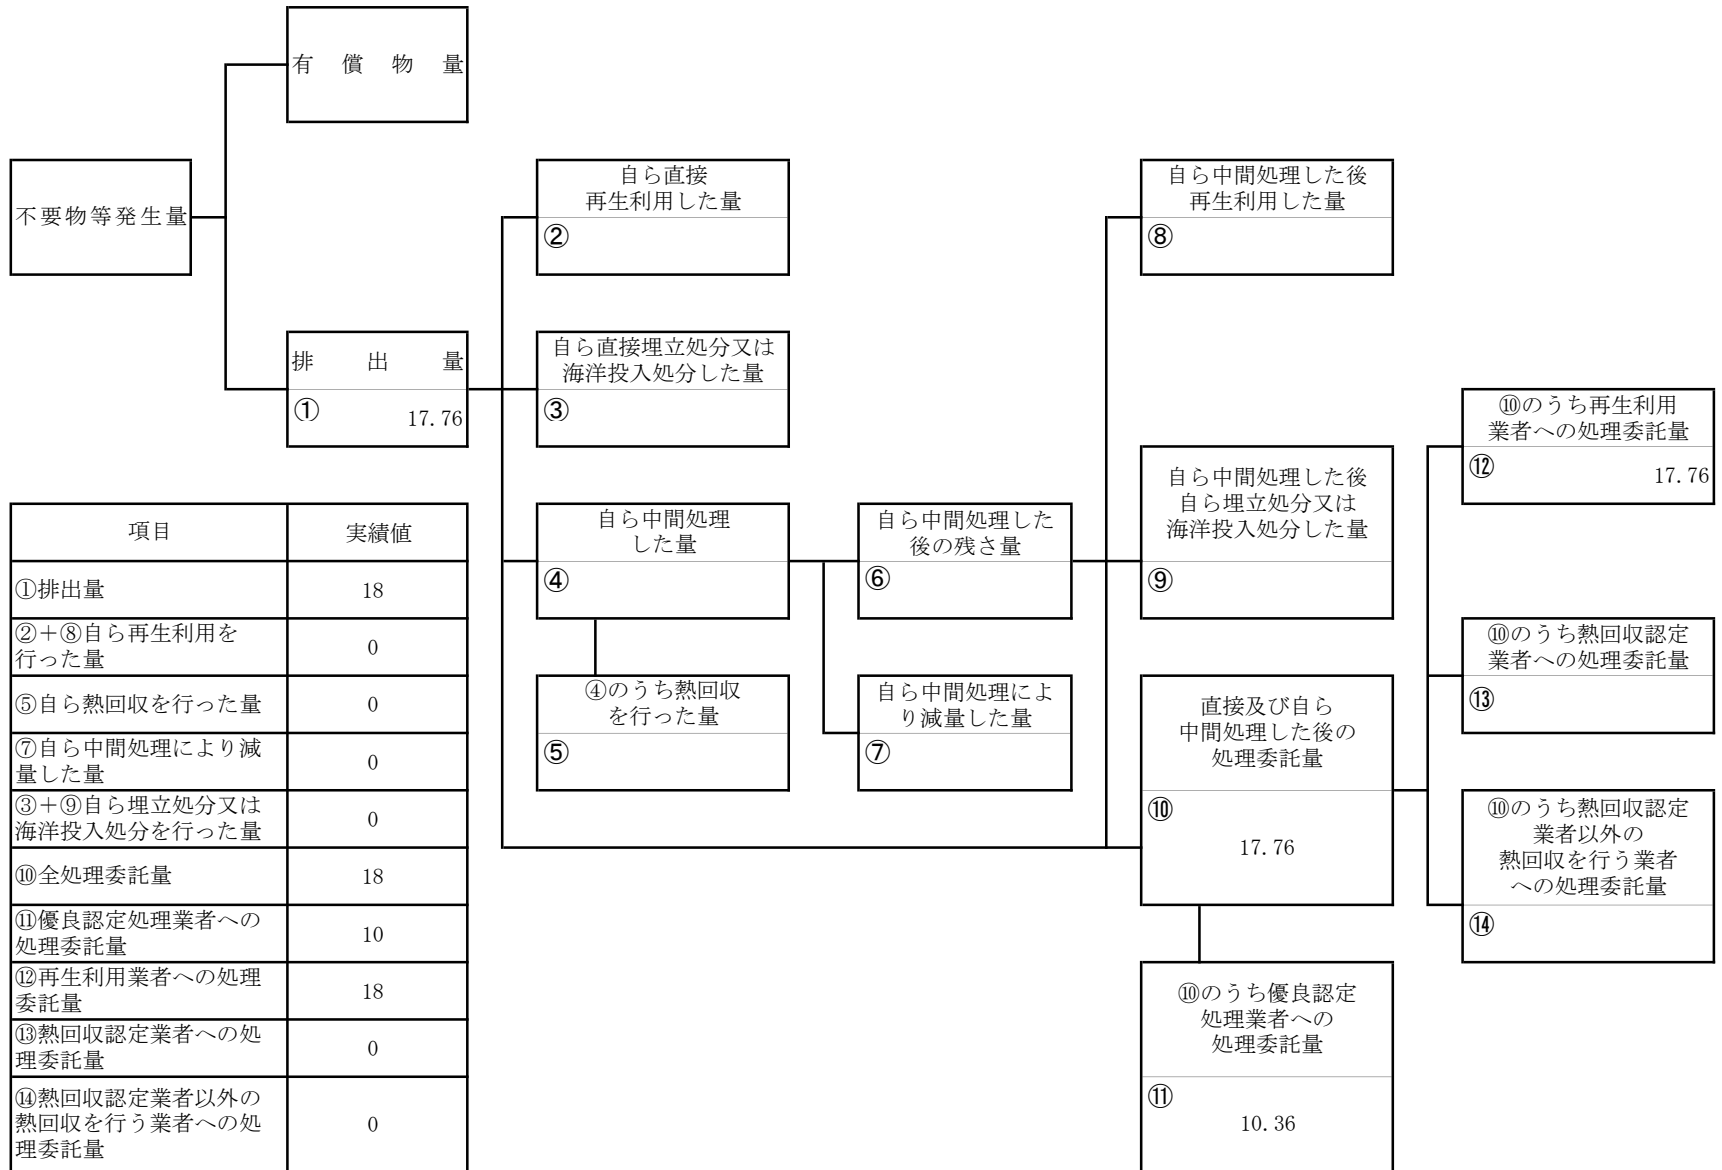 有償物量
不要物等発生量
自ら直接
再生利用した量
②
自ら中間処理した後
再生利用した量
⑧
排出量
① 17.76
自ら直接埋立処分又は
海洋投入処分した量
③
⑩のうち再生利用
業者への処理委託量
⑫ 17.76
自ら中間処理
した量
④
自ら中間処理した
後の残さ量
⑥
自ら中間処理した後
自ら埋立処分又は
海洋投入処分した量
⑨
⑩のうち熱回収認定
業者への処理委託量
⑬
④のうち熱回収
を行った量
⑤
自ら中間処理によ
り減量した量
⑦
直接及び自ら
中間処理した後の
処理委託量
⑩
17.76
⑩のうち熱回収認定
業者以外の
熱回収を行う業者
への処理委託量
⑭
⑩のうち優良認定
処理業者への
処理委託量
⑪
10.36
項目 実績値
①排出量 18
②+⑧自ら再生利用を
行った量 0
⑤自ら熱回収を行った量 0
⑦自ら中間処理により減
量した量 0
③+⑨自ら埋立処分又は
海洋投入処分を行った量 0
⑩全処理委託量 18
⑪優良認定処理業者への
処理委託量 10
⑫再生利用業者への処理
委託量 18
⑬熱回収認定業者への処
理委託量 0
⑭熱回収認定業者以外の
熱回収を行う業者への処
理委託量 0